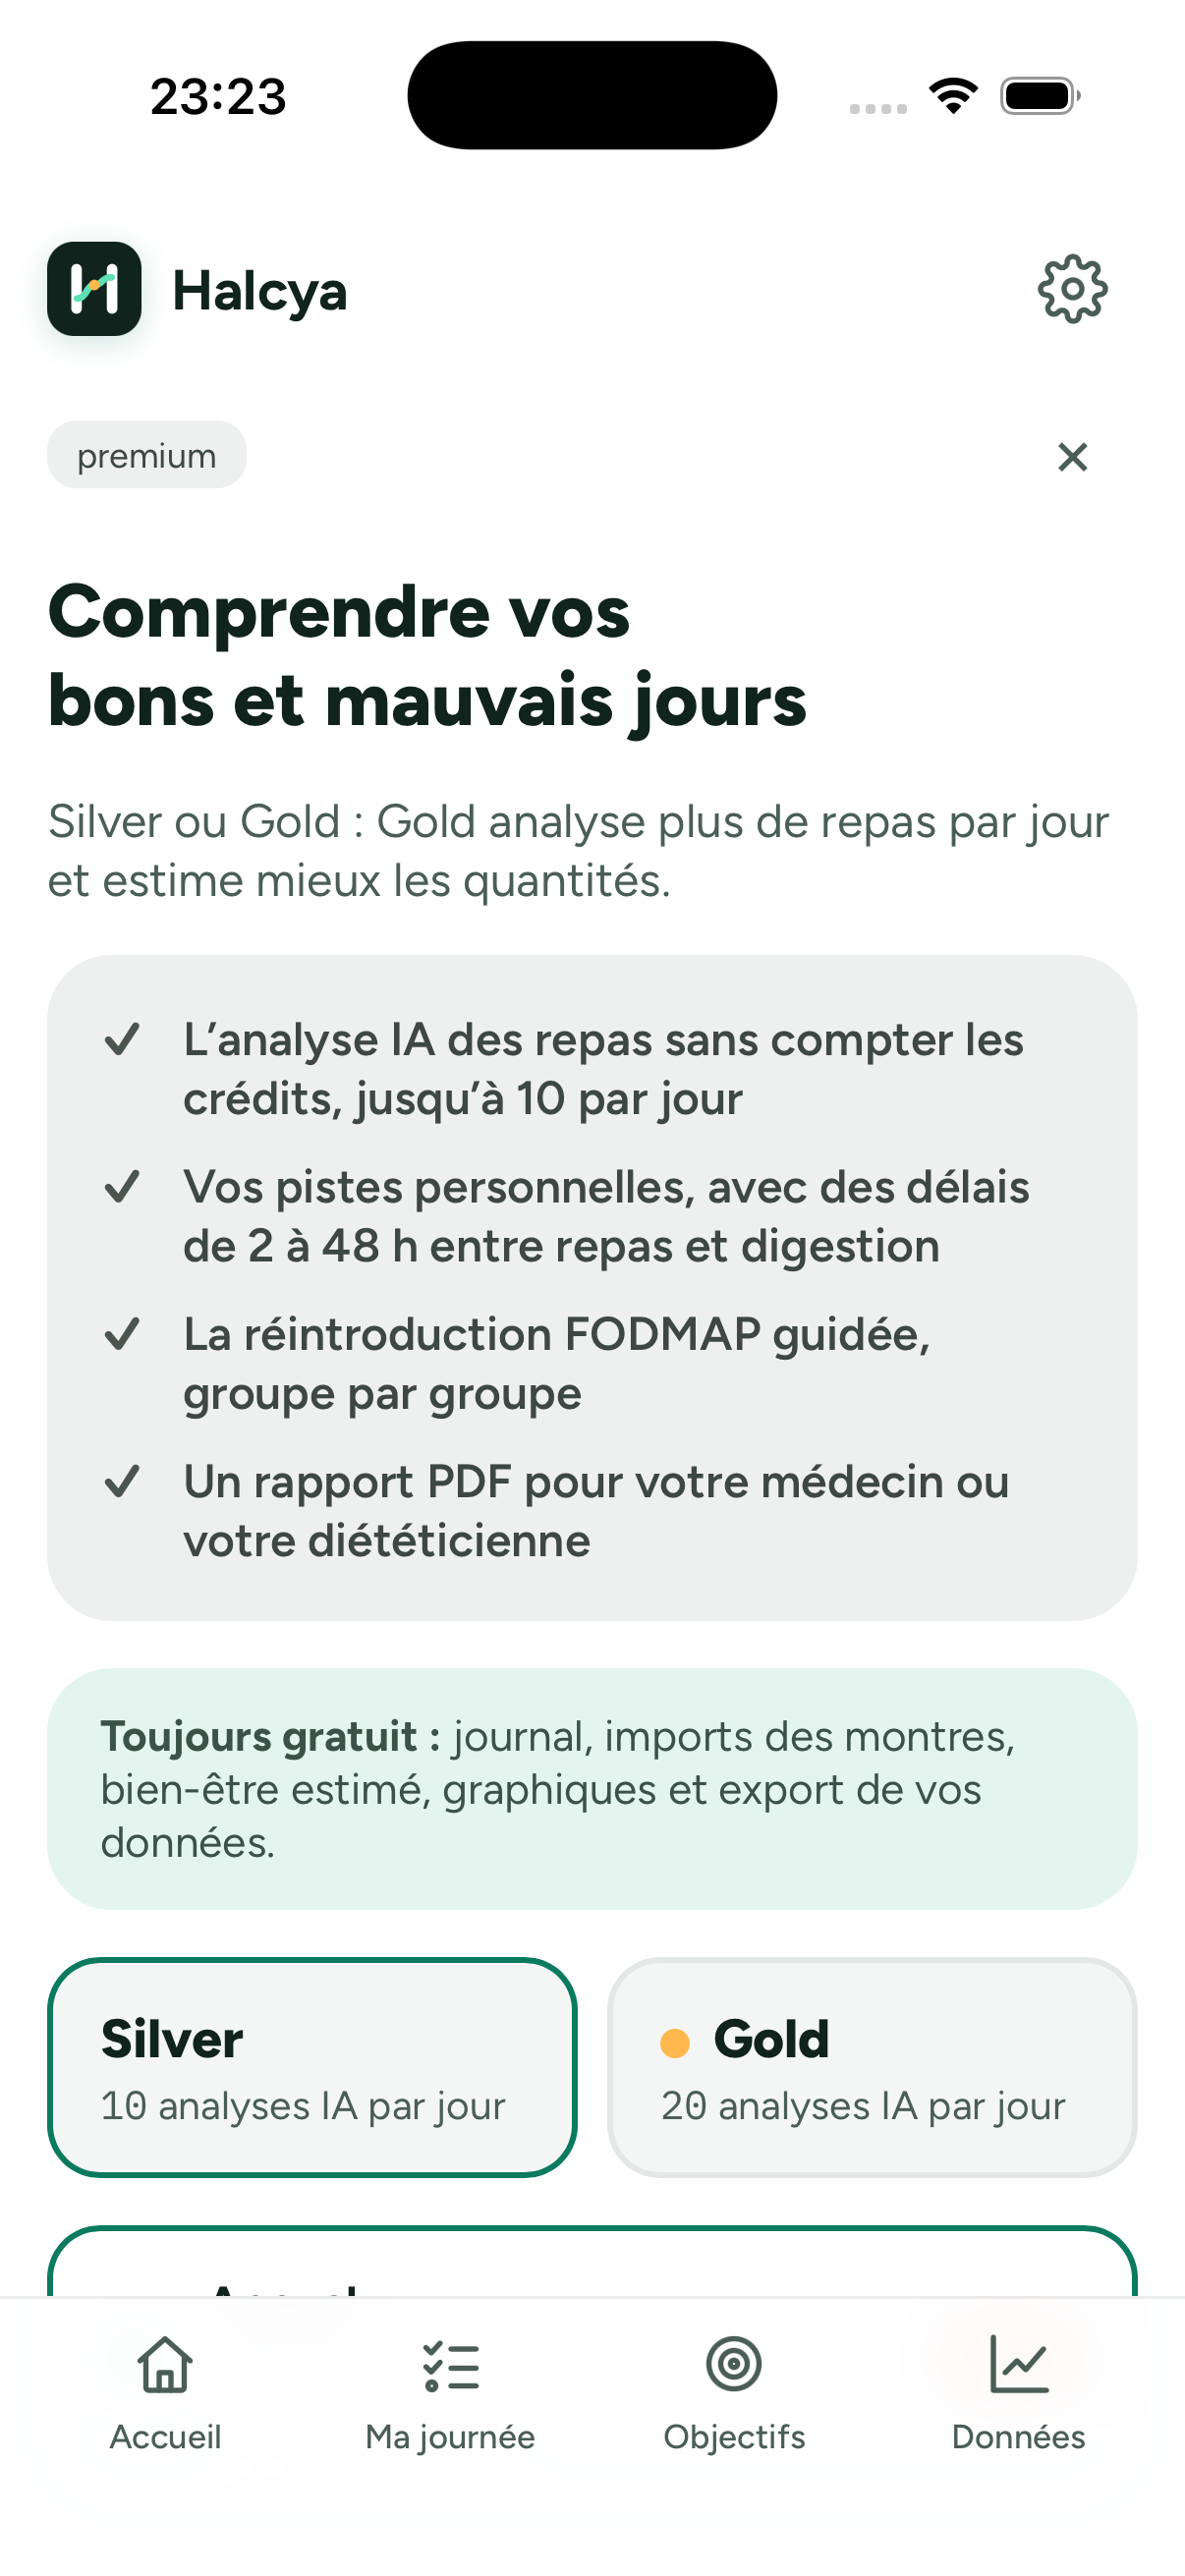 23:23
Halcya
premium
Comprendre vos
bons et mauvais jours
Silver ou Gold : Gold analyse plus de repas par jour
et estime mieux les quantités.
L’analyse IA des repas sans compter les
crédits, jusqu’à 10 par jour
Vos pistes personnelles, avec des délais
de 2 à 48 h entre repas et digestion
La réintroduction FODMAP guidée,
groupe par groupe
Un rapport PDF pour votre médecin ou
votre diététicienne
Toujours gratuit : journal, imports des montres,
bien-être estimé, graphiques et export de vos
données.
Silver
10 analyses IA par jour
Gold
20 analyses IA par jour
Accueil
Ma journée
Objectifs
Données